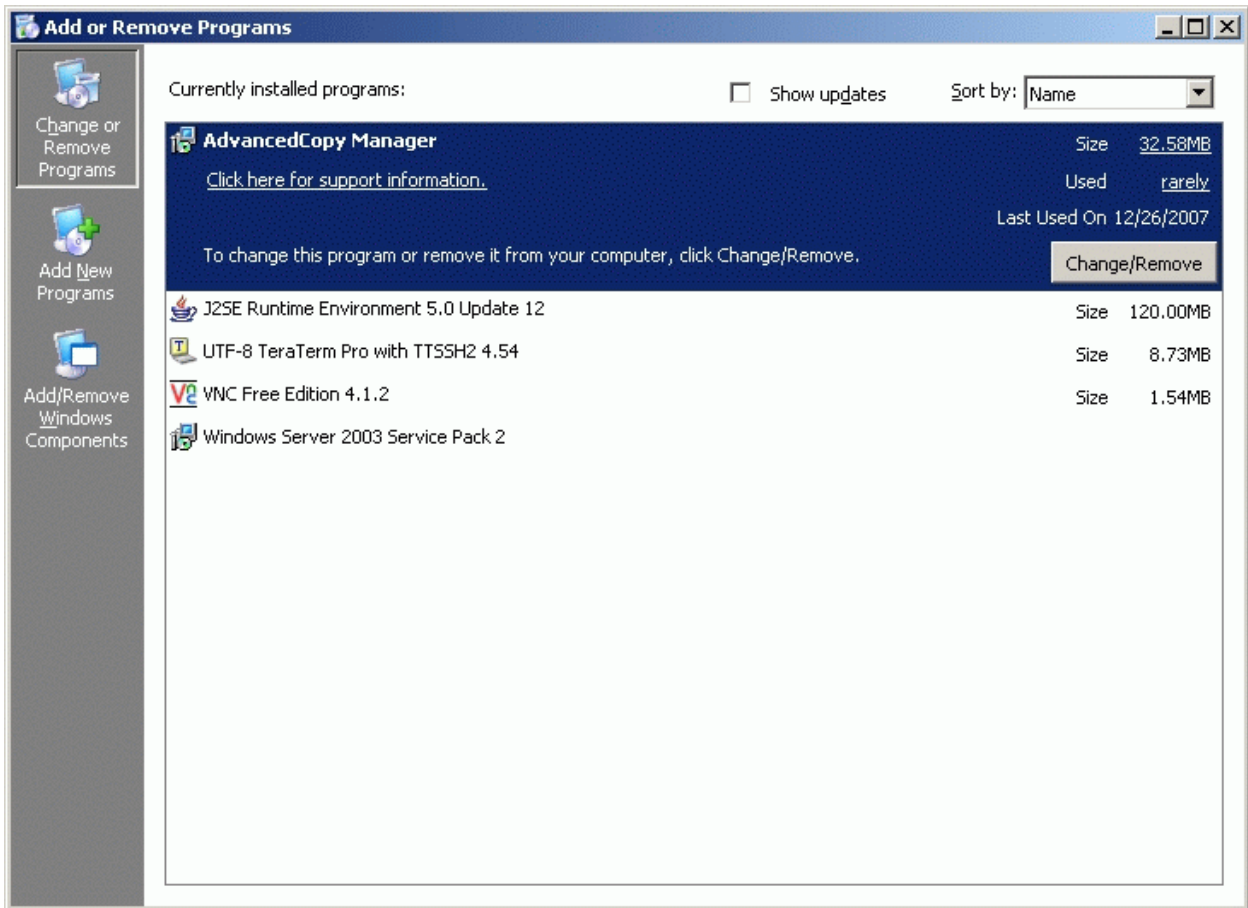 Add or Remove Programs
Change or
Remove
Programs
Add New
Programs
Add/Remove
Windows
Components
Currently installed programs:
Show updates
Sort by: Name
AdvancedCopy Manager Size 32.58MB
Click here for support information. Used rarely
Last Used On 12/26/2007
To change this program or remove it from your computer, click Change/Remove. Change/Remove
J2SE Runtime Environment 5.0 Update 12 Size 120.00MB
UTF-8 TeraTerm Pro with TTSSH2 4.54 Size 8.73MB
VNC Free Edition 4.1.2 Size 1.54MB
Windows Server 2003 Service Pack 2